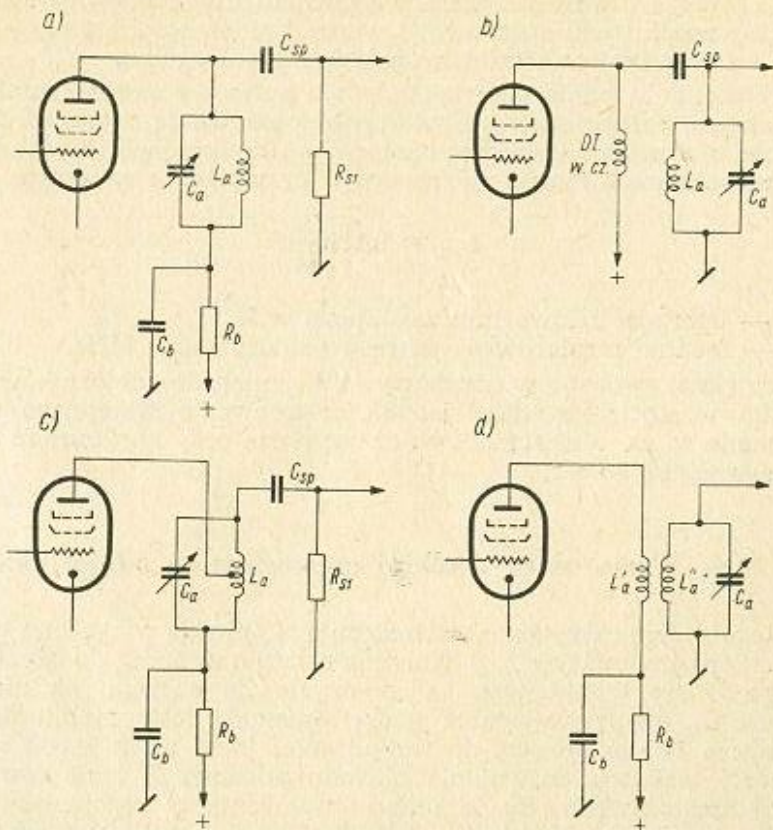 a)
C_sp
C_a
L_a
R_S1
C_b
R_b
+
b)
C_sp
Dł
w.cz.
L_a
C_a
+
c)
C_sp
C_a
L_a
R_S1
C_b
R_b
+
d)
L'_a
L''_a
C_a
C_b
R_b
+